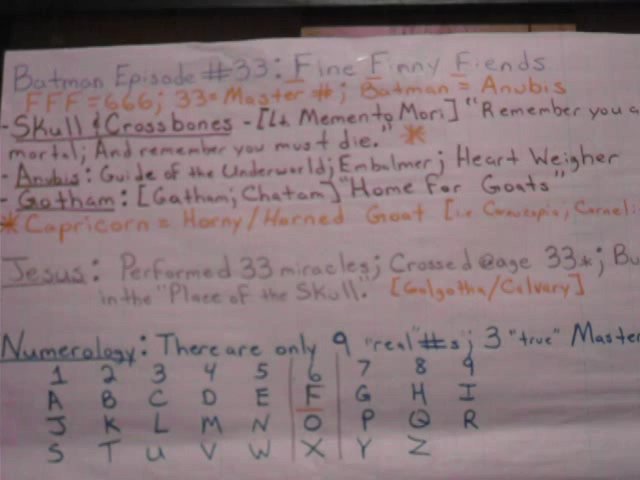 Batman Episode #33: Fine Finny Fiends
FFF=666; 33=Master #; Batman = Anubis
- Skull & Crossbones - [Lt. Memento Mori] "Remember you a
mortal; And remember you must die." *
- Anubis: Guide of the Underworld; Embalmer; Heart Weigher
- Gotham: [Gatham; Chatam] "Home For Goats"
* Capricorn = Horny/Horned Goat [i.e Cornucopia; Corneli
Jesus: Performed 33 miracles; Crossed @age 33*; Bu
in the "Place of the Skull." [Golgotha/Calvary]
Numerology: There are only 9 "real" #s; 3 "true" Master
1 2 3 4 5 6 7 8 9
A B C D E F G H I
J K L M N O P Q R
S T U V W X Y Z